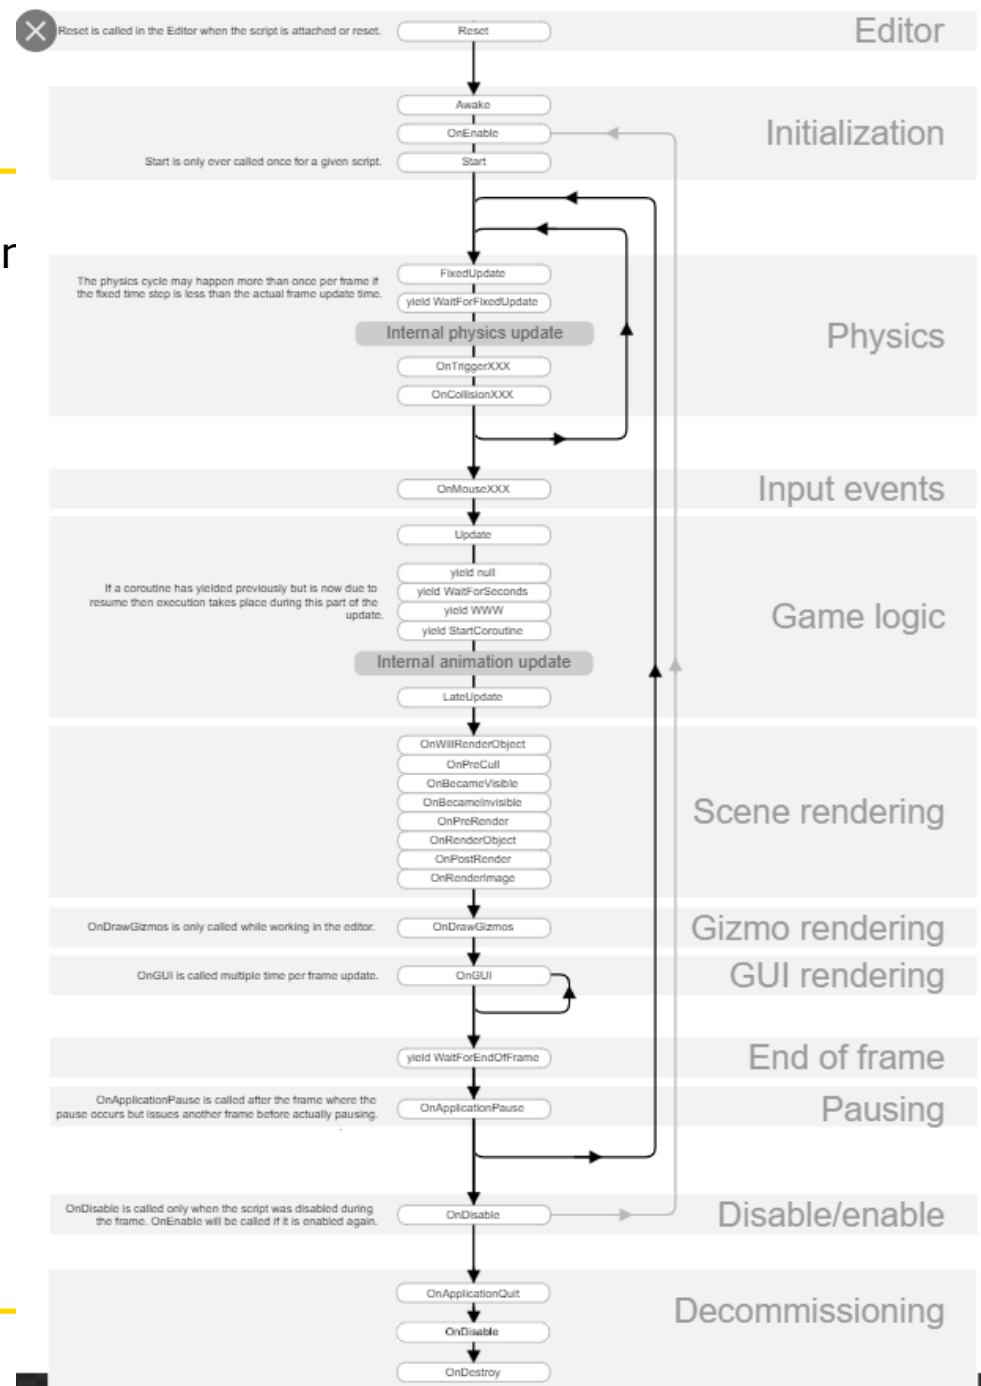 Reset is called in the Editor when the script is attached or reset.
Reset
Editor
Awake
OnEnable
Initialization
Start is only ever called once for a given script.
Start
r
FixedUpdate
The physics cycle may happen more than once per frame if
the fixed time step is less than the actual frame update time.
yield WaitForFixedUpdate
Internal physics update
Physics
OnTriggerXXX
OnCollisionXXX
OnMouseXXX
Input events
Update
yield null
If a coroutine has yielded previously but is now due to
resume then execution takes place during this part of the
update.
yield WaitForSeconds
yield WWW
yield StartCoroutine
Game logic
Internal animation update
LateUpdate
OnWillRenderObject
OnPreCull
OnBecameVisible
OnBecameInvisible
OnPreRender
OnRenderObject
OnPostRender
OnRenderImage
Scene rendering
OnDrawGizmos is only called while working in the editor.
OnDrawGizmos
Gizmo rendering
OnGUI is called multiple time per frame update.
OnGUI
GUI rendering
yield WaitForEndOfFrame
End of frame
OnApplicationPause is called after the frame where the
pause occurs but issues another frame before actually pausing.
OnApplicationPause
Pausing
OnDisable is called only when the script was disabled during
the frame. OnEnable will be called if it is enabled again.
OnDisable
Disable/enable
OnApplicationQuit
Decommissioning
OnDisable
OnDestroy